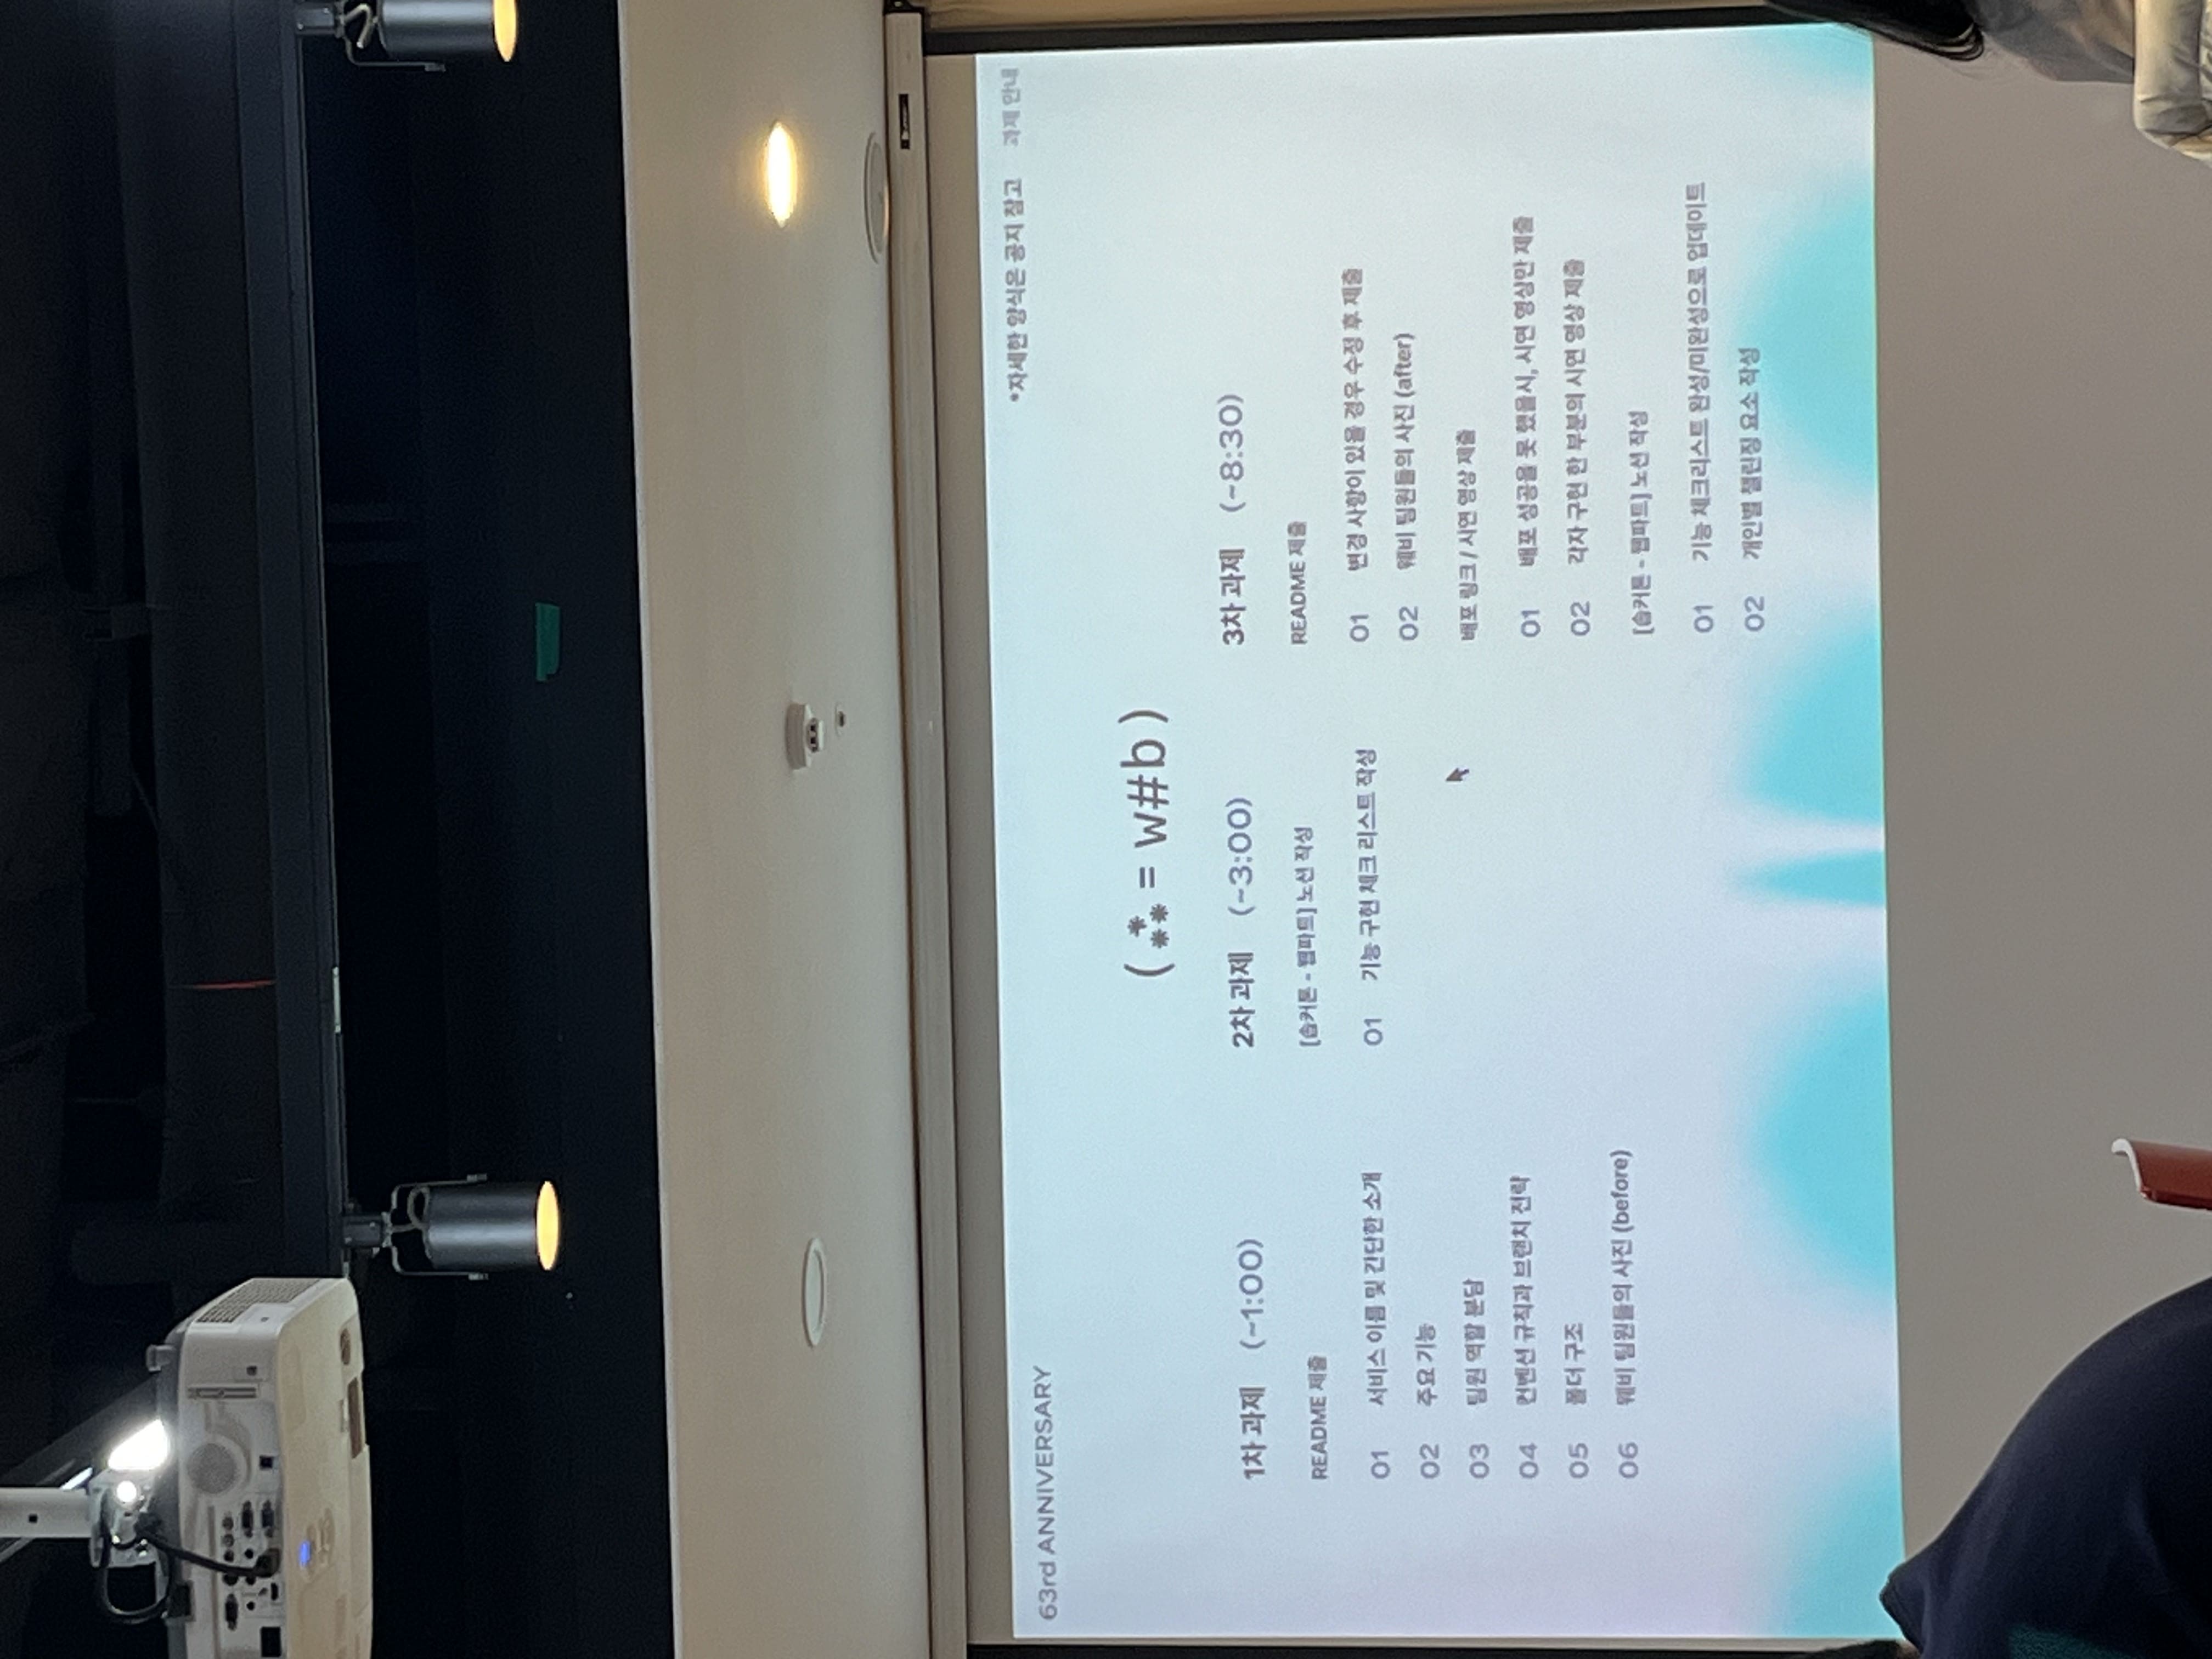 63rd ANNIVERSARY
*자세한 양식은 공지 참고 과제 안내
(⁂ = w#b)
1차 과제 (~1:00)
README 제출
01 서비스 이름 및 간단한 소개
02 주요 기능
03 팀원 역할 분담
04 컨벤션 규칙과 브랜치 전략
05 폴더 구조
06 웨비 팀원들의 사진 (before)
2차 과제 (~3:00)
[솝커톤 - 웹파트] 노션 작성
01 기능 구현 체크 리스트 작성
3차 과제 (~8:30)
README 제출
01 변경 사항이 있을 경우 수정 후 제출
02 웨비 팀원들의 사진 (after)
배포 링크 / 시연 영상 제출
01 배포 성공을 못 했을시, 시연 영상만 제출
02 각자 구현 한 부분의 시연 영상 제출
[솝커톤 - 웹파트] 노션 작성
01 기능 체크리스트 완성/미완성으로 업데이트
02 개인별 챌린징 요소 작성